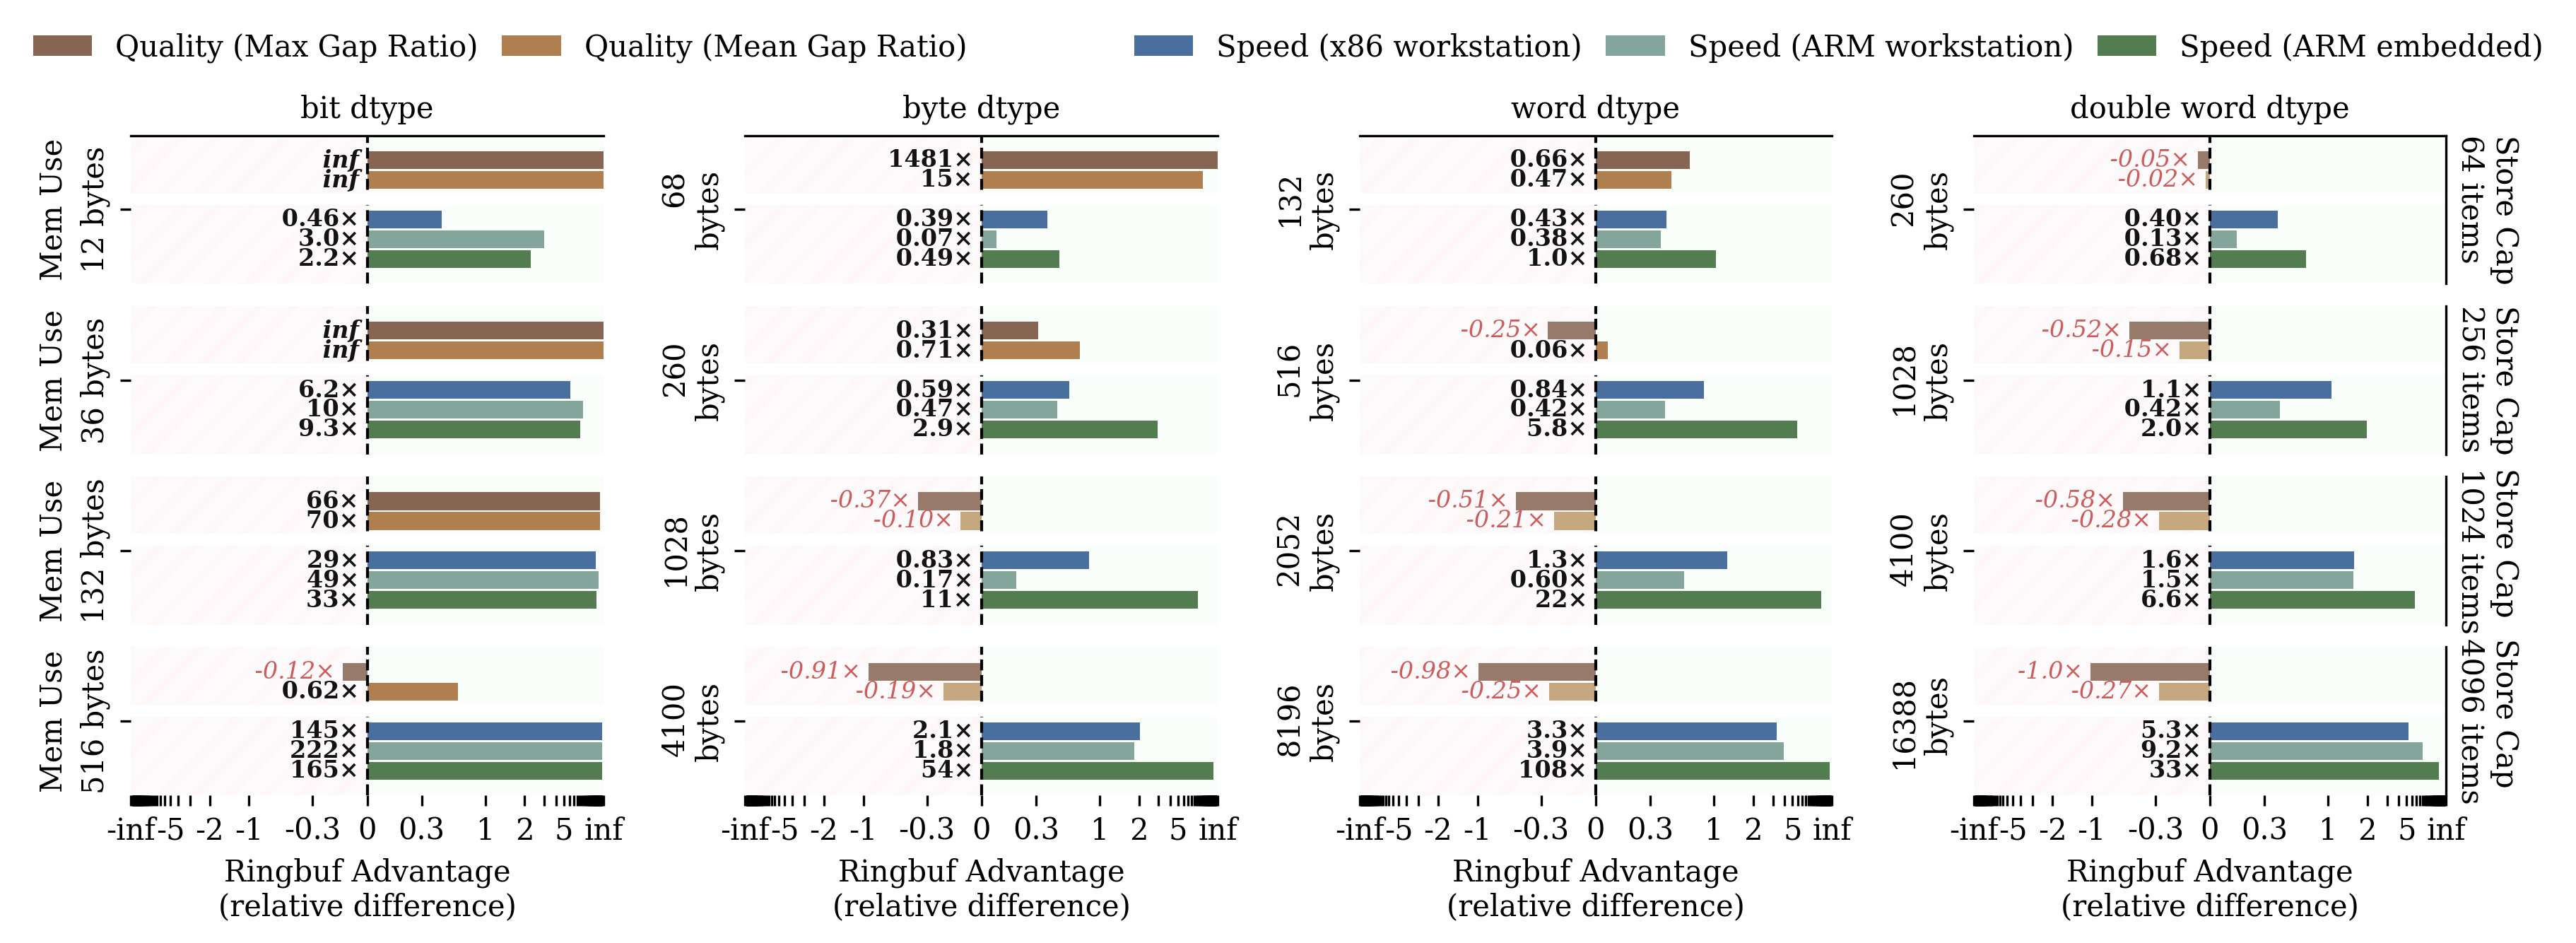 Quality (Max Gap Ratio) Quality (Mean Gap Ratio) Speed (x86 workstation) Speed (ARM workstation) Speed (ARM embedded)
bit dtype byte dtype word dtype double word dtype
Mem Use
12 bytes
inf
inf
0.46×
3.0×
2.2×
68
bytes
1481×
15×
0.39×
0.07×
0.49×
132
bytes
0.66×
0.47×
0.43×
0.38×
1.0×
260
bytes
-0.05×
-0.02×
0.40×
0.13×
0.68×
Store Cap
64 items
Mem Use
36 bytes
inf
inf
6.2×
10×
9.3×
260
bytes
0.31×
0.71×
0.59×
0.47×
2.9×
516
bytes
-0.25×
0.06×
0.84×
0.42×
5.8×
1028
bytes
-0.52×
-0.15×
1.1×
0.42×
2.0×
Store Cap
256 items
Mem Use
132 bytes
66×
70×
29×
49×
33×
1028
bytes
-0.37×
-0.10×
0.83×
0.17×
11×
2052
bytes
-0.51×
-0.21×
1.3×
0.60×
22×
4100
bytes
-0.58×
-0.28×
1.6×
1.5×
6.6×
Store Cap
1024 items
Mem Use
516 bytes
-0.12×
0.62×
145×
222×
165×
4100
bytes
-0.91×
-0.19×
2.1×
1.8×
54×
8196
bytes
-0.98×
-0.25×
3.3×
3.9×
108×
16388
bytes
-1.0×
-0.27×
5.3×
9.2×
33×
Store Cap
4096 items
-inf -5 -2 -1 -0.3 0 0.3 1 2 5 inf
-inf -5 -2 -1 -0.3 0 0.3 1 2 5 inf
-inf -5 -2 -1 -0.3 0 0.3 1 2 5 inf
-inf -5 -2 -1 -0.3 0 0.3 1 2 5 inf
Ringbuf Advantage
(relative difference)
Ringbuf Advantage
(relative difference)
Ringbuf Advantage
(relative difference)
Ringbuf Advantage
(relative difference)